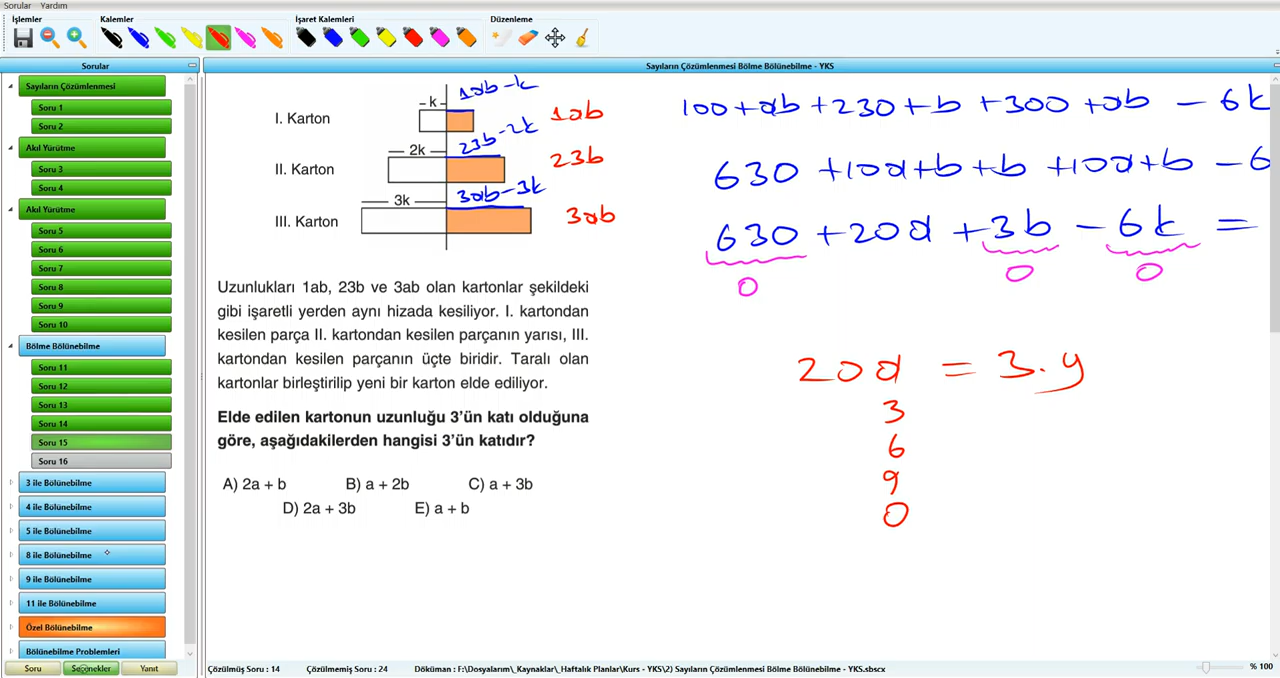 Sorular Yardım
İşlemler Kalemler İşaret Kalemleri Düzenleme
Sorular
Sayıların Çözümlenmesi Bölme Bölünebilme - YKS
Sayıların Çözümlenmesi
Soru 1
Soru 2
Akıl Yürütme
Soru 3
Soru 4
Akıl Yürütme
Soru 5
Soru 6
Soru 7
Soru 8
Soru 9
Soru 10
Bölme Bölünebilme
Soru 11
Soru 12
Soru 13
Soru 14
Soru 15
Soru 16
3 ile Bölünebilme
4 ile Bölünebilme
5 ile Bölünebilme
8 ile Bölünebilme
9 ile Bölünebilme
11 ile Bölünebilme
Özel Bölünebilme
Bölünebilme Problemleri
Soru Seçenekler Yanıt
k 1ab-k
I. Karton 1ab
2k 23b-2k
II. Karton 23b
3k 3ab-3k
III. Karton 3ab
Uzunlukları 1ab, 23b ve 3ab olan kartonlar şekildeki
gibi işaretli yerden aynı hizada kesiliyor. I. kartondan
kesilen parça II. kartondan kesilen parçanın yarısı, III.
kartondan kesilen parçanın üçte biridir. Taralı olan
kartonlar birleştirilip yeni bir karton elde ediliyor.
Elde edilen kartonun uzunluğu 3'ün katı olduğuna
göre, aşağıdakilerden hangisi 3'ün katıdır?
A) 2a + b B) a + 2b C) a + 3b
D) 2a + 3b E) a + b
100 + ab + 230 + b + 300 + ab - 6k
630 + 10a + b + b + 10a + b - 6
630 + 20a + 3b - 6k =
0 0 0
20a = 3.y
3
6
9
0
Çözülmüş Soru : 14 Çözülmemiş Soru : 24 Döküman : F:\Dosyalarım\_Kaynaklar\_Haftalık Planlar\Kurs - YKS\2) Sayıların Çözümlenmesi Bölme Bölünebilme - YKS.sbscx % 100